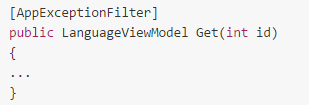 [AppExceptionFilter]
public LanguageViewModel Get(int id)
{
...
}